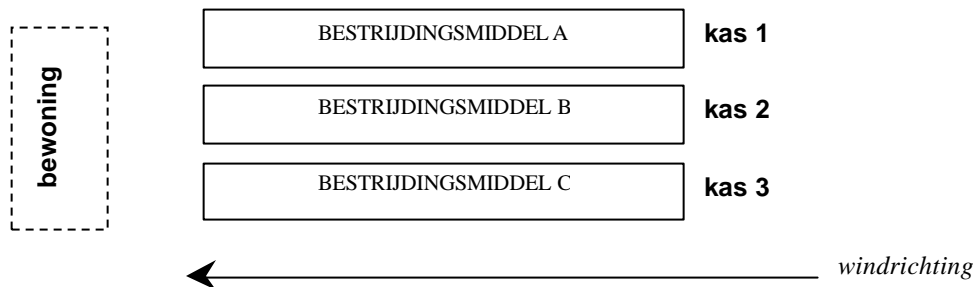 BESTRIJDINGSMIDDEL A kas 1
bewoning
BESTRIJDINGSMIDDEL B kas 2
BESTRIJDINGSMIDDEL C kas 3
windrichting